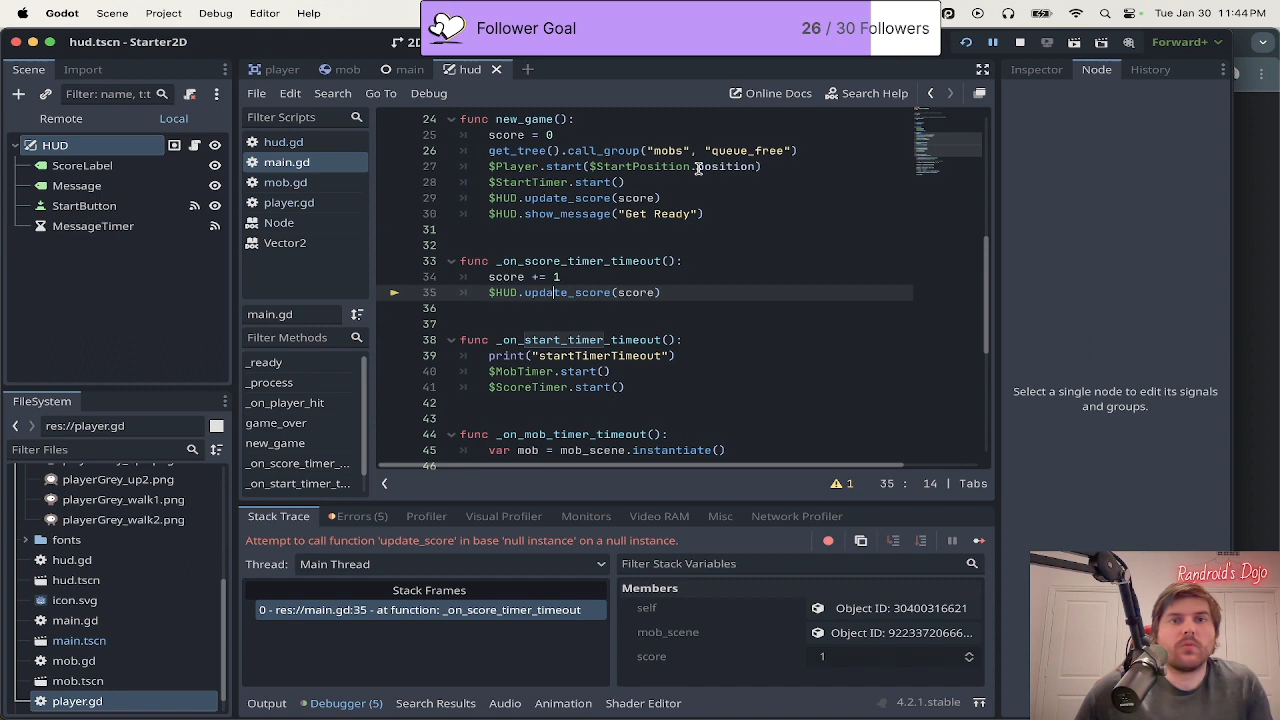 Godot
Tue Jan 30 11:44PM
Follower Goal
26 / 30 Followers
hud.tscn - Starter2D
Forward+
Scene
Import
Filter: name, t:t
Remote
Local
HUD
ScoreLabel
Message
StartButton
MessageTimer
FileSystem
res://player.gd
Filter Files
playerGrey_up2.png
playerGrey_walk1.png
playerGrey_walk2.png
fonts
hud.gd
hud.tscn
icon.svg
main.gd
main.tscn
mob.gd
mob.tscn
player.gd
player
mob
main
hud
File
Edit
Search
Go To
Debug
Online Docs
Search Help
Filter Scripts
hud.gd
main.gd
mob.gd
player.gd
Node
Vector2
main.gd
Filter Methods
_ready
_process
_on_player_hit
game_over
new_game
_on_score_timer_t...
_on_start_timer_t...
24 func new_game():
25 score = 0
26 get_tree().call_group("mobs", "queue_free")
27 $Player.start($StartPosition.position)
28 $StartTimer.start()
29 $HUD.update_score(score)
30 $HUD.show_message("Get Ready")
31
32
33 func _on_score_timer_timeout():
34 score += 1
35 $HUD.update_score(score)
36
37
38 func _on_start_timer_timeout():
39 print("startTimerTimeout")
40 $MobTimer.start()
41 $ScoreTimer.start()
42
43
44 func _on_mob_timer_timeout():
45 var mob = mob_scene.instantiate()
46
1
35 : 14
Tabs
Stack Trace
Errors (5)
Profiler
Visual Profiler
Monitors
Video RAM
Misc
Network Profiler
Attempt to call function 'update_score' in base 'null instance' on a null instance.
Thread:
Main Thread
Filter Stack Variables
Stack Frames
0 - res://main.gd:35 - at function: _on_score_timer_timeout
Members
self
Object ID: 30400316621
mob_scene
Object ID: 92233720666...
score
1
Output
Debugger (5)
Search Results
Audio
Animation
Shader Editor
4.2.1.stable
Inspector
Node
History
Select a single node to edit its signals
and groups.
Randroid's Dojo